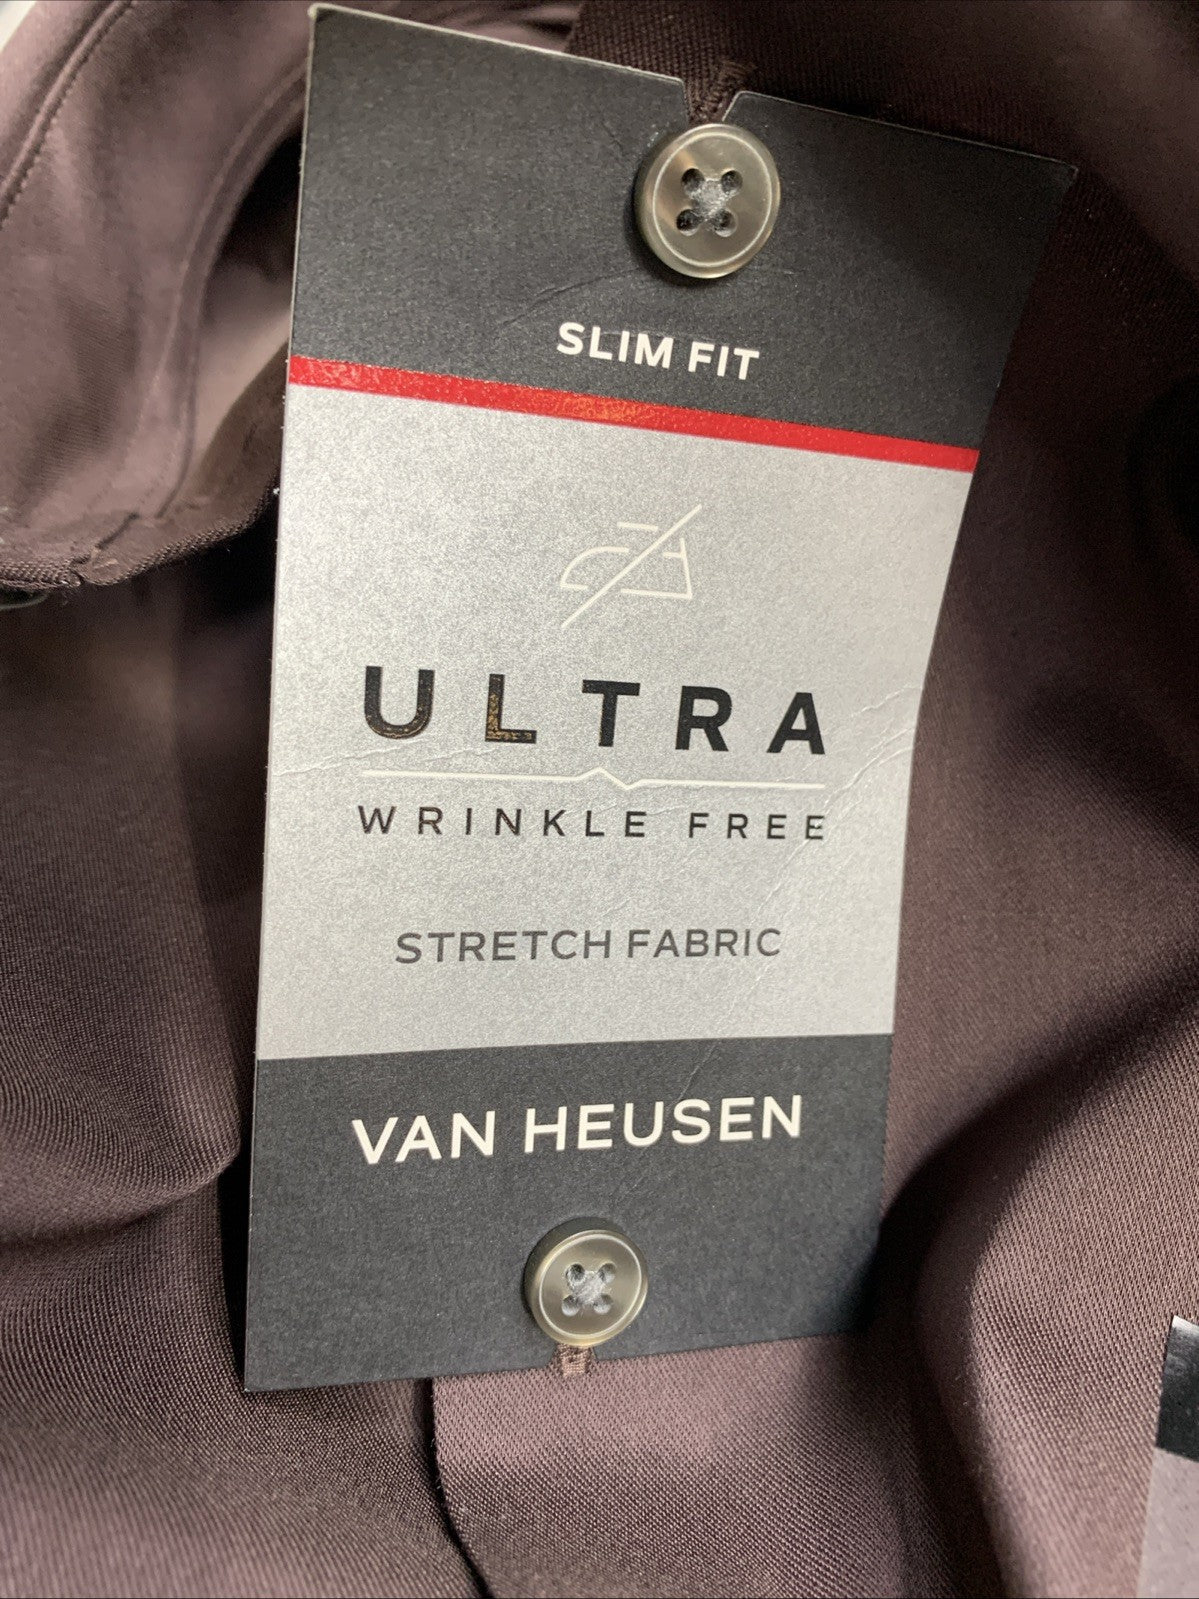 SLIM FIT
ULTRA
WRINKLE FREE
STRETCH FABRIC
VAN HEUSEN